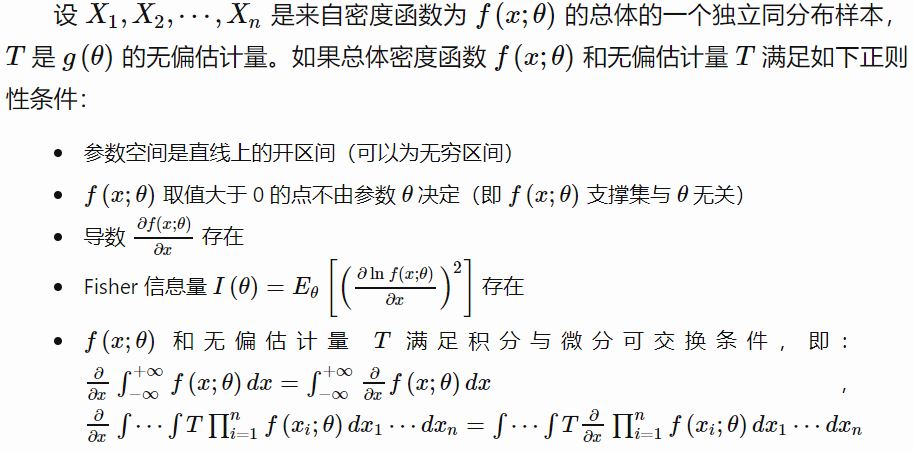 设 $X_1, X_2, \cdots, X_n$ 是来自密度函数为 $f(x;\theta)$ 的总体的一个独立同分布样本，
$T$ 是 $g(\theta)$ 的无偏估计量。如果总体密度函数 $f(x;\theta)$ 和无偏估计量 $T$ 满足如下正则
性条件：
• 参数空间是直线上的开区间（可以为无穷区间）
• $f(x;\theta)$ 取值大于 0 的点不由参数 $\theta$ 决定（即 $f(x;\theta)$ 支撑集与 $\theta$ 无关）
• 导数 $\frac{\partial f(x;\theta)}{\partial x}$ 存在
• Fisher 信息量 $I(\theta) = E_\theta\left[\left(\frac{\partial \ln f(x;\theta)}{\partial x}\right)^2\right]$ 存在
• $f(x;\theta)$ 和无偏估计量 $T$ 满足积分与微分可交换条件，即：
$\frac{\partial}{\partial x}\int_{-\infty}^{+\infty} f(x;\theta)\,dx = \int_{-\infty}^{+\infty} \frac{\partial}{\partial x} f(x;\theta)\,dx$ ，
$\frac{\partial}{\partial x}\int\cdots\int T\prod_{i=1}^{n} f(x_i;\theta)\,dx_1\cdots dx_n = \int\cdots\int T\frac{\partial}{\partial x}\prod_{i=1}^{n} f(x_i;\theta)\,dx_1\cdots dx_n$